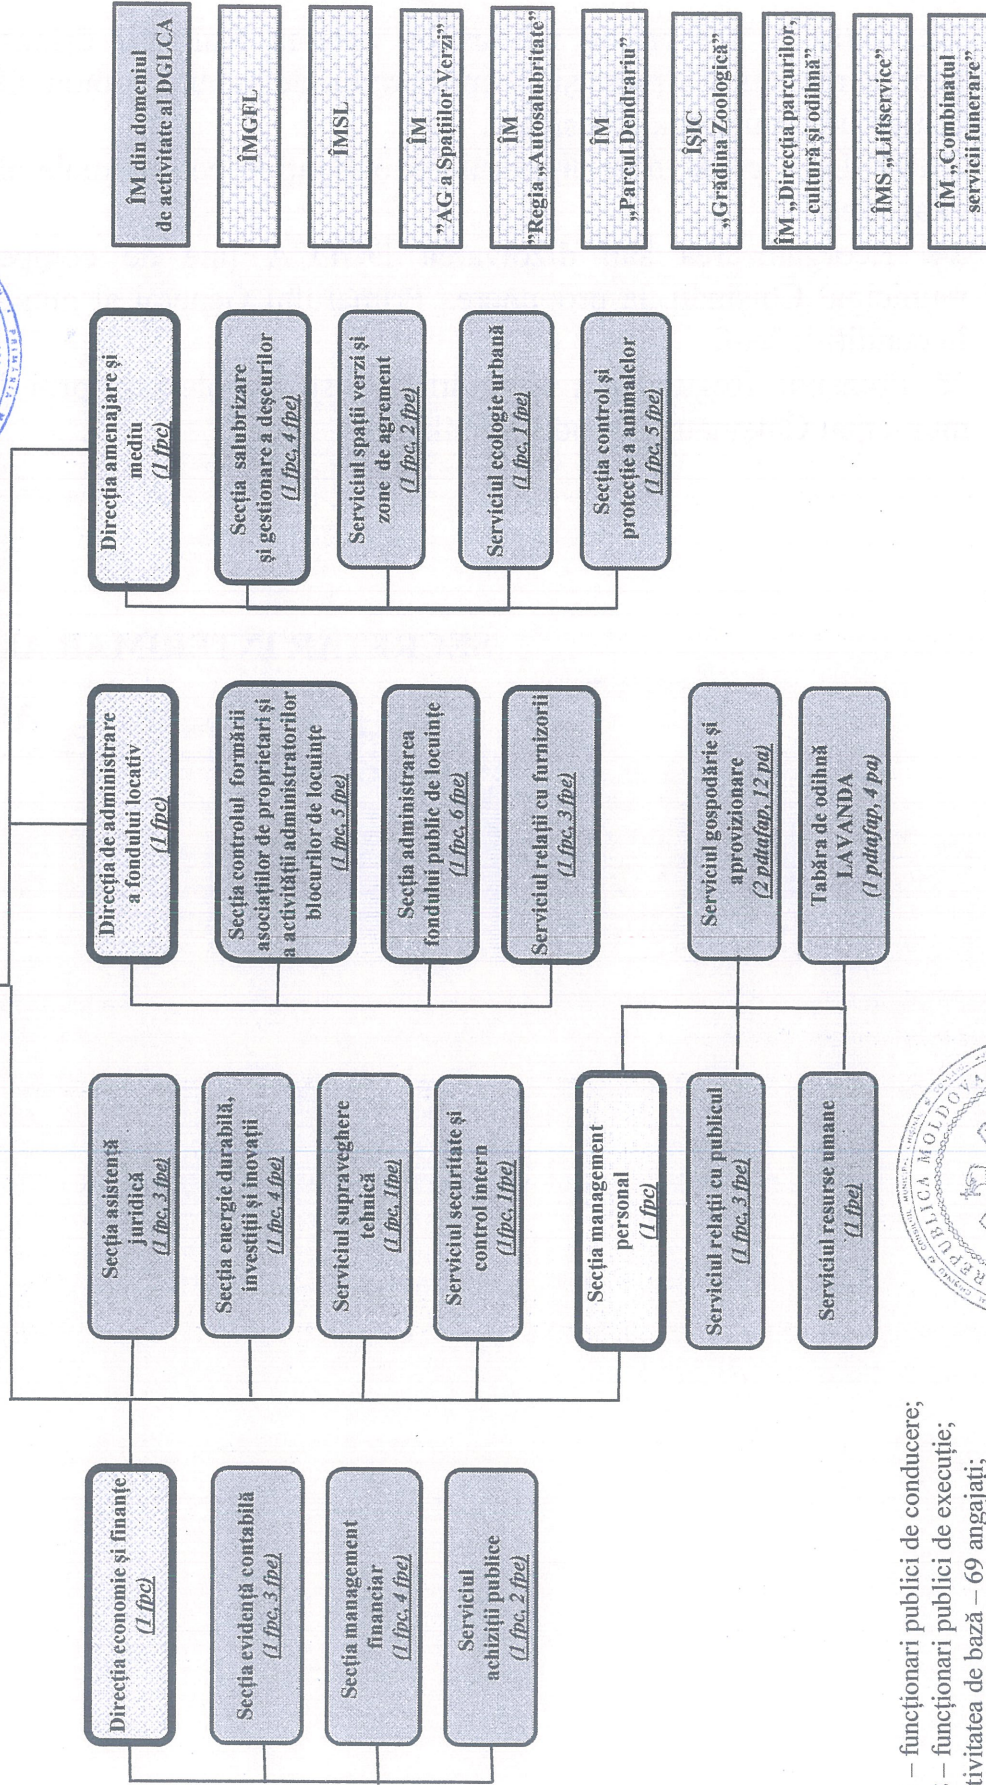 Direcția economie și finanțe
(1 fpc)
Secția evidență contabilă
(1 fpc, 3 fpe)
Secția management
financiar
(1 fpc, 4 fpe)
Serviciul
achiziții publice
(1 fpc, 2 fpe)
Secția asistență
juridică
(1 fpc, 3 fpe)
Secția energie durabilă,
investiții și inovații
(1 fpc, 4 fpe)
Serviciul supraveghere
tehnică
(1 fpc, 1fpe)
Serviciul securitate și
control intern
(1 fpc, 1fpe)
Secția management
personal
(1 fpc)
Serviciul relații cu publicul
(1 fpc, 3 fpe)
Serviciul resurse umane
(1 fpe)
Serviciul gospodărie și
aprovizionare
(2 pdtafap, 12 pa)
Tabăra de odihnă
LAVANDA
(1 pdtafap, 4 pa)
Direcția de administrare
a fondului locativ
(1 fpc)
Secția controlul formării
asociațiilor de proprietari și
a activității administratorilor
blocurilor de locuințe
(1 fpc, 5 fpe)
Secția administrarea
fondului public de locuințe
(1 fpc, 6 fpe)
Serviciul relații cu furnizorii
(1 fpc, 3 fpe)
Direcția amenajare și
mediu
(1 fpc)
Secția salubrizare
și gestionare a deșeurilor
(1 fpc, 4 fpe)
Serviciul spații verzi și
zone de agrement
(1 fpc, 2 fpe)
Serviciul ecologie urbană
(1 fpc, 1 fpe)
Secția control și
protecție a animalelor
(1 fpc, 5 fpe)
ÎM din domeniul
de activitate al DGLCA
ÎMGFL
ÎMSL
ÎM
”AG a Spațiilor Verzi”
ÎM
”Regia „Autosalubritate”
ÎM
„Parcul Dendrariu”
ÎȘIC
„Grădina Zoologică”
ÎM „Direcția parcurilor,
cultură și odihnă”
ÎMS „Liftservice”
ÎM „Combinatul
servicii funerare”
– funcționari publici de conducere;
– funcționari publici de execuție;
tivitatea de bază – 69 angajați;
REPUBLICA MOLDOVA
PRIMĂRIA